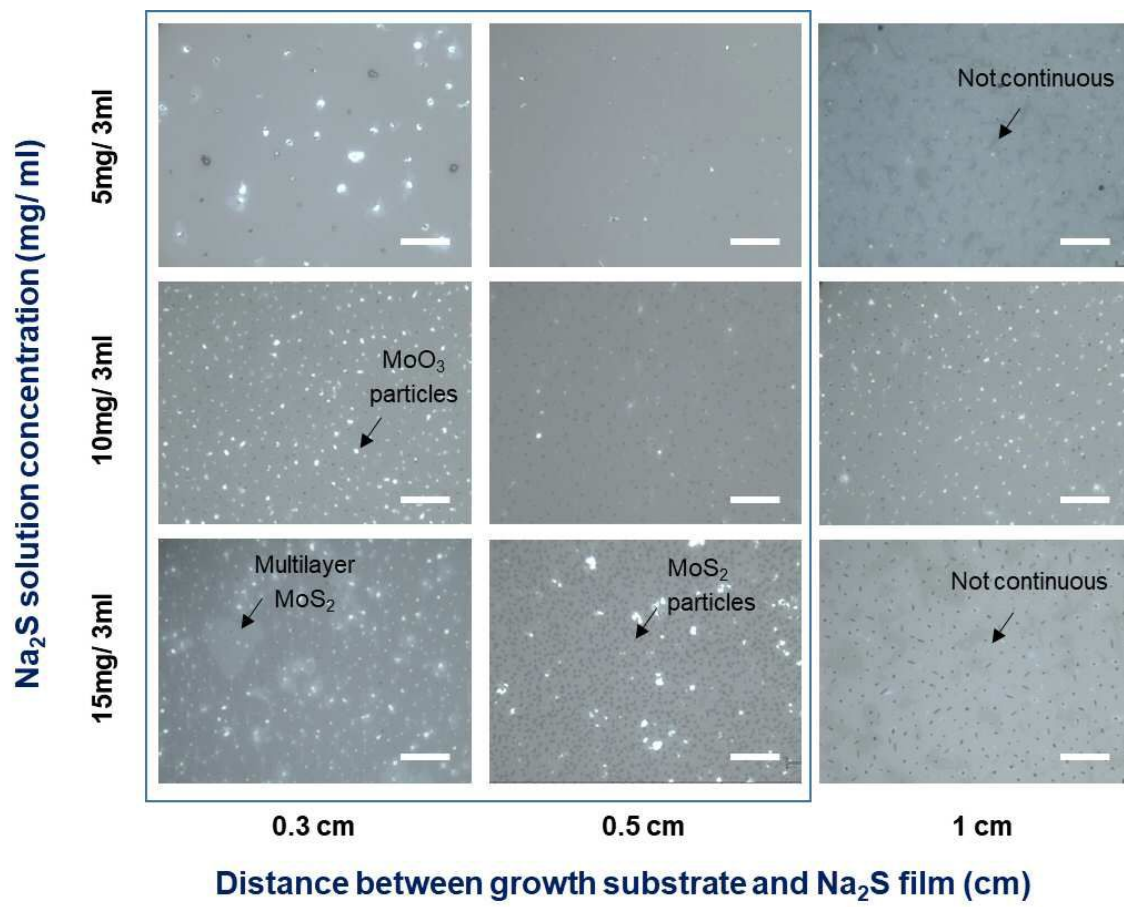 Na₂S solution concentration (mg/ ml)
5mg/ 3ml
Not continuous
10mg/ 3ml
MoO₃
particles
15mg/ 3ml
Multilayer
MoS₂
MoS₂
particles
Not continuous
0.3 cm
0.5 cm
1 cm
Distance between growth substrate and Na₂S film (cm)